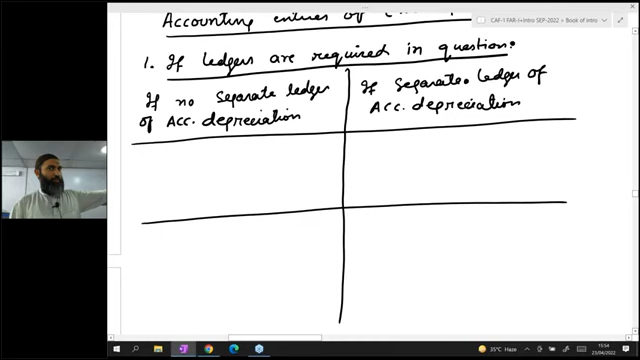 CAF-1 FAR-I+Intro SEP-2022 » Book of Intro
Accounting entries of
1. If ledgers are required in question.
If no separate ledger
of Acc. depreciation
If separate ledger of
Acc. depreciation
35°C Haze
15:54
23/04/2022